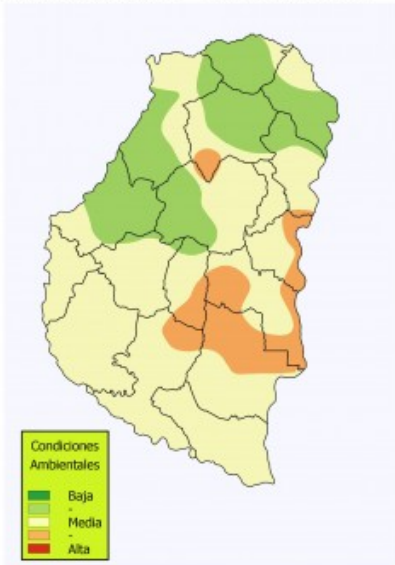 Condiciones
Ambientales
Baja
-
Media
-
Alta